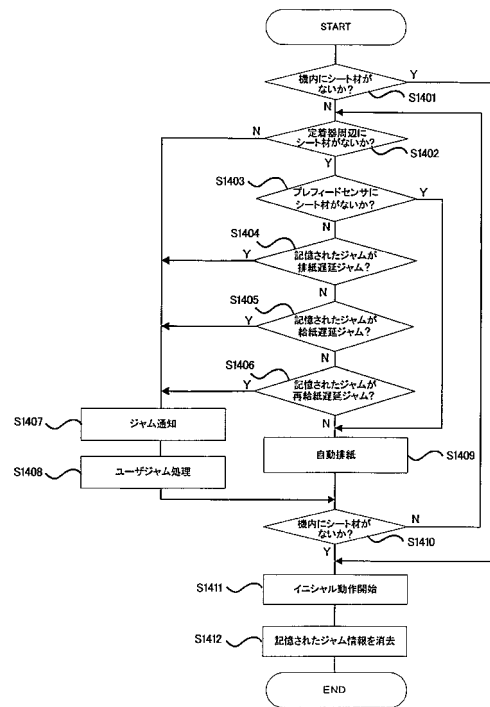 START
機内にシート材が
ないか？
Y
S1401
N
N
定着器周辺に
シート材がないか？
S1402
Y
S1403
プレフィードセンサに
シート材がないか？
Y
N
S1404
記憶されたジャムが
排紙遅延ジャム？
Y
N
S1405
記憶されたジャムが
給紙遅延ジャム？
Y
N
S1406
記憶されたジャムが
再給紙遅延ジャム？
Y
N
S1407
ジャム通知
S1408
ユーザジャム処理
自動排紙
S1409
機内にシート材が
ないか？
N
S1410
Y
S1411
イニシャル動作開始
S1412
記憶されたジャム情報を消去
END